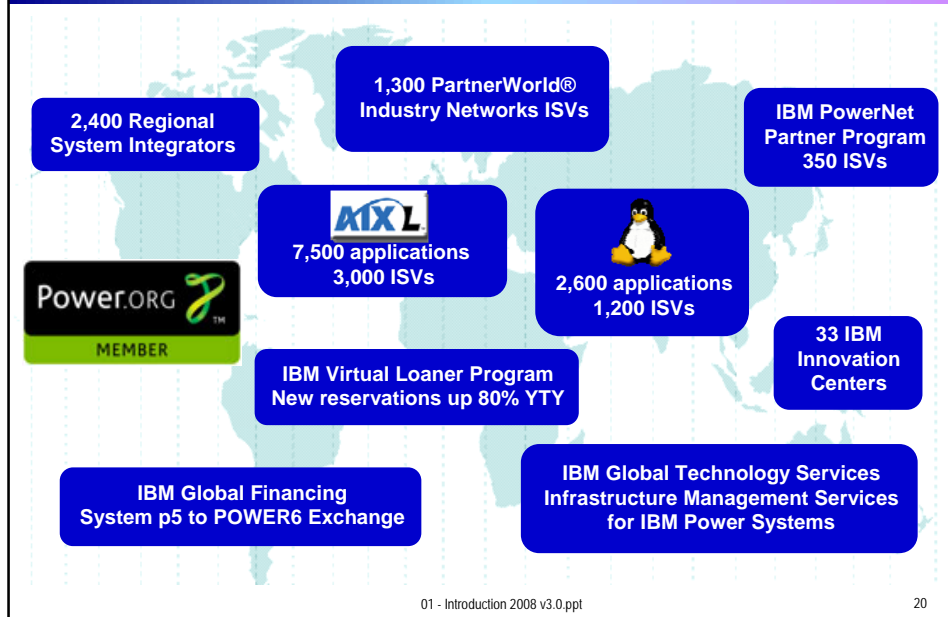 1,300 PartnerWorld®
Industry Networks ISVs
2,400 Regional
System Integrators
IBM PowerNet
Partner Program
350 ISVs
AIX L
7,500 applications
3,000 ISVs
2,600 applications
1,200 ISVs
Power.ORG
TM
MEMBER
33 IBM
Innovation
Centers
IBM Virtual Loaner Program
New reservations up 80% YTY
IBM Global Financing
System p5 to POWER6 Exchange
IBM Global Technology Services
Infrastructure Management Services
for IBM Power Systems
01 - Introduction 2008 v3.0.ppt
20